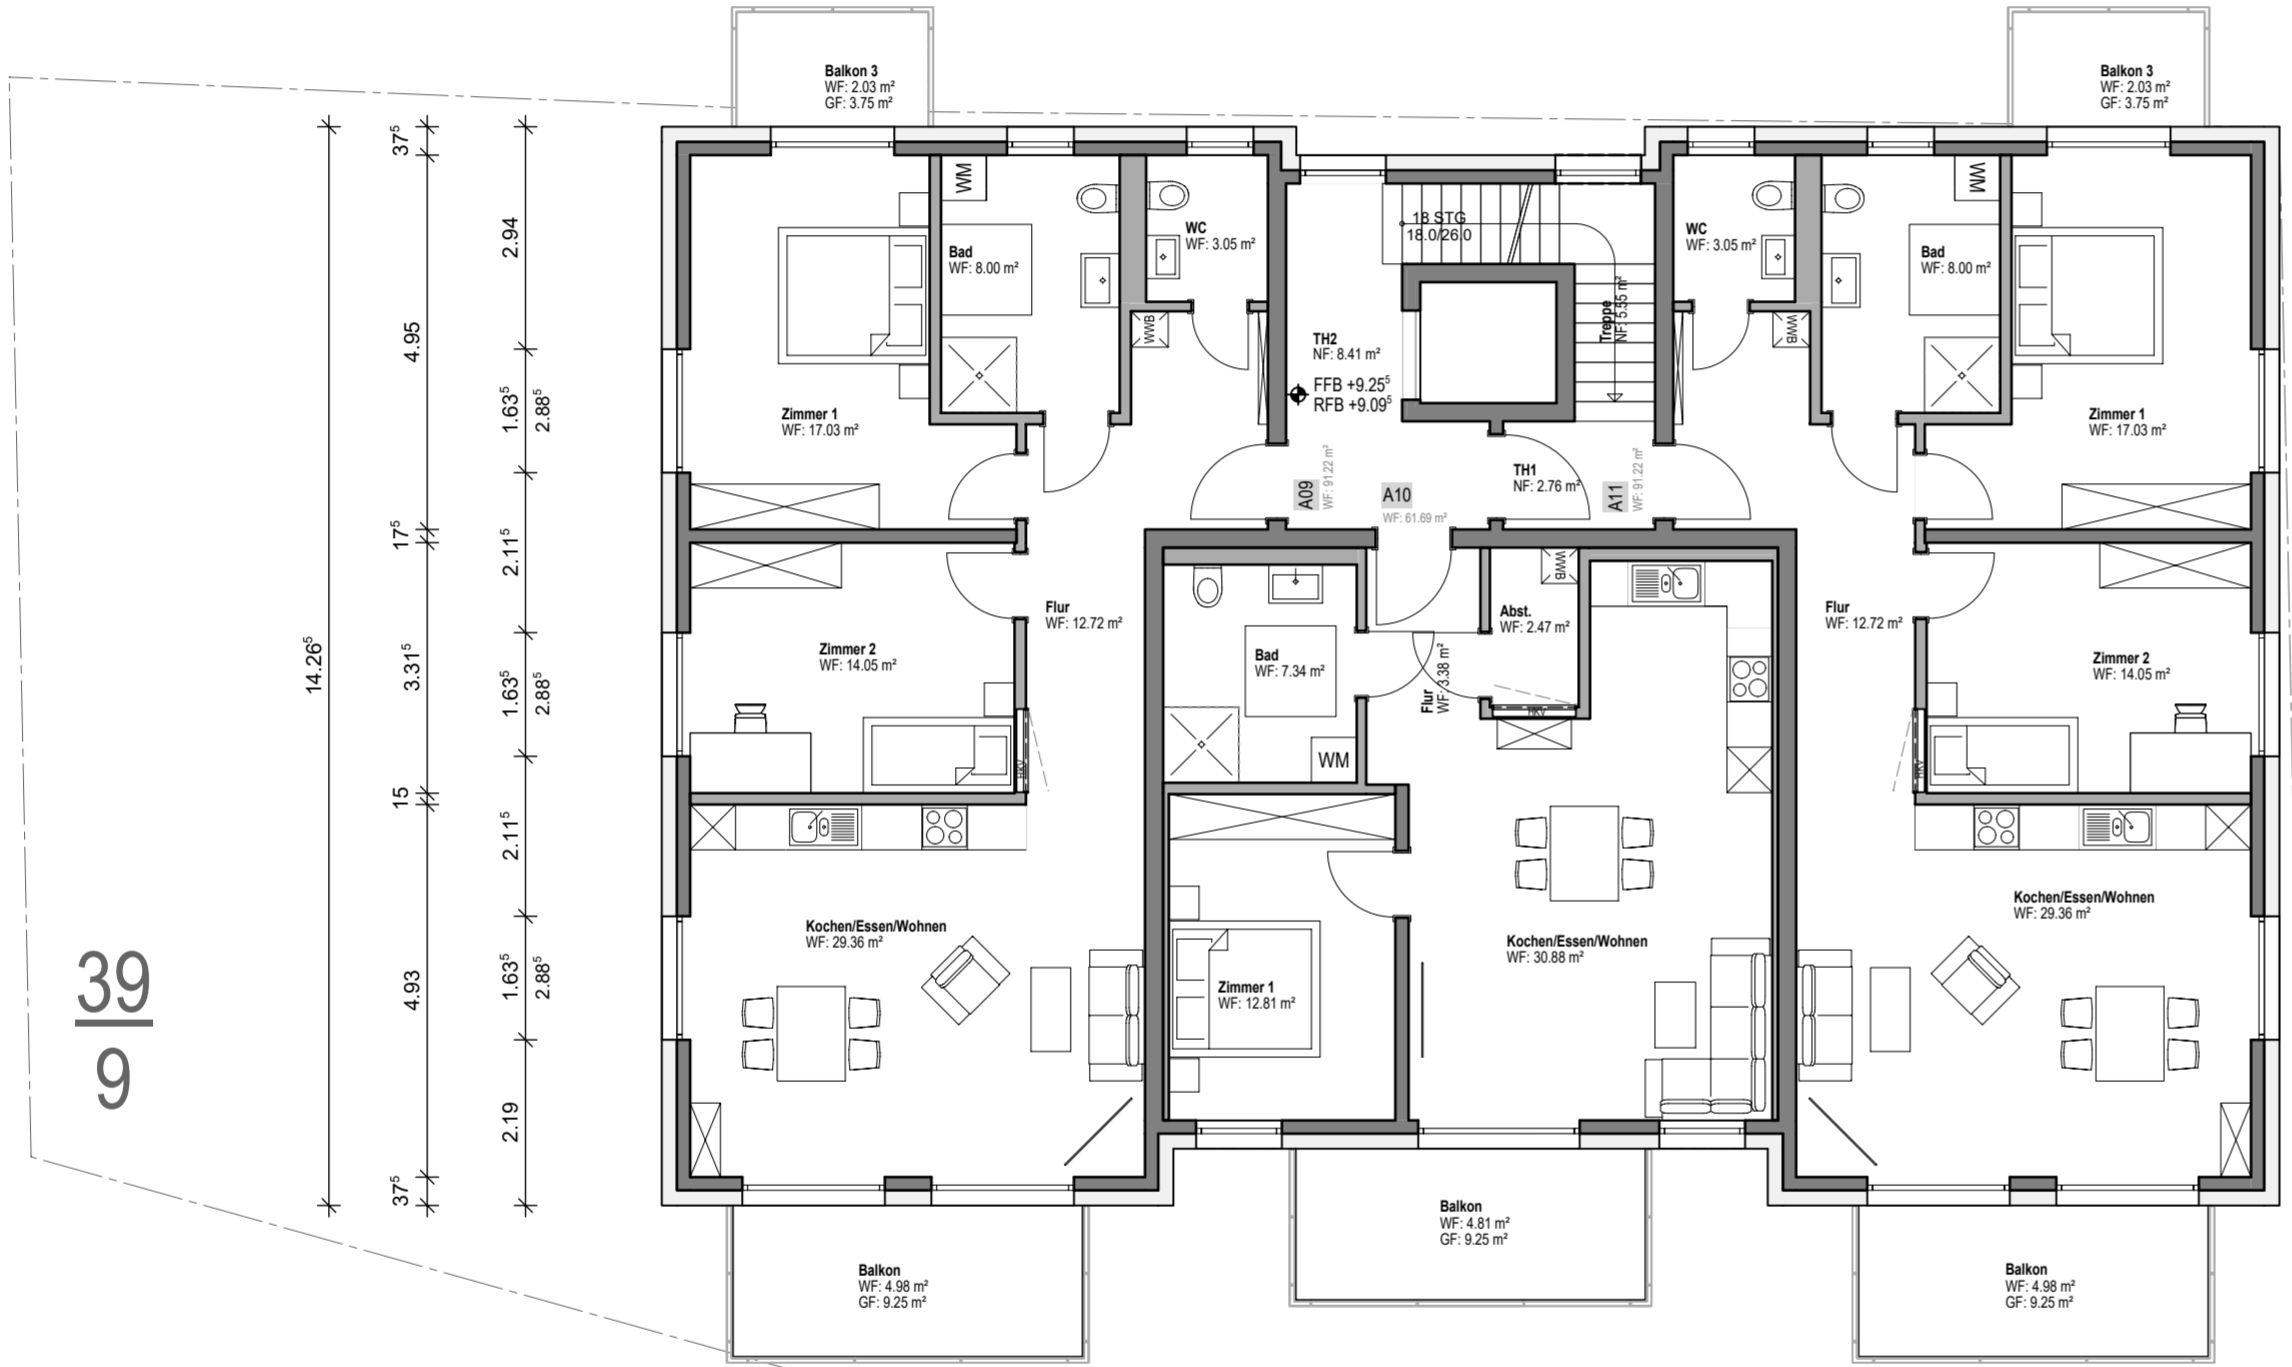 Balkon 3
WF: 2.03 m²
GF: 3.75 m²
Balkon 3
WF: 2.03 m²
GF: 3.75 m²
14.26⁵
37⁵
4.95
17⁵
3.31⁵
15
4.93
37⁵
2.94
1.63⁵
2.88⁵
2.11⁵
1.63⁵
2.88⁵
2.11⁵
1.63⁵
2.88⁵
2.19
39
9
WM
Bad
WF: 8.00 m²
WC
WF: 3.05 m²
WWB
Zimmer 1
WF: 17.03 m²
18 STG
18.0/26.0
Treppe
NF: 5.55 m²
TH2
NF: 8.41 m²
FFB +9.25⁵
RFB +9.09⁵
TH1
NF: 2.76 m²
A09
WF: 91.22 m²
A10
WF: 61.69 m²
A11
WF: 91.22 m²
WC
WF: 3.05 m²
WWB
WM
Bad
WF: 8.00 m²
Zimmer 1
WF: 17.03 m²
Flur
WF: 12.72 m²
Zimmer 2
WF: 14.05 m²
HKV
Bad
WF: 7.34 m²
WM
Flur
WF: 3.38 m²
Abst.
WF: 2.47 m²
WWB
HKV
Flur
WF: 12.72 m²
Zimmer 2
WF: 14.05 m²
HKV
Kochen/Essen/Wohnen
WF: 29.36 m²
Zimmer 1
WF: 12.81 m²
Kochen/Essen/Wohnen
WF: 30.88 m²
Kochen/Essen/Wohnen
WF: 29.36 m²
Balkon
WF: 4.98 m²
GF: 9.25 m²
Balkon
WF: 4.81 m²
GF: 9.25 m²
Balkon
WF: 4.98 m²
GF: 9.25 m²